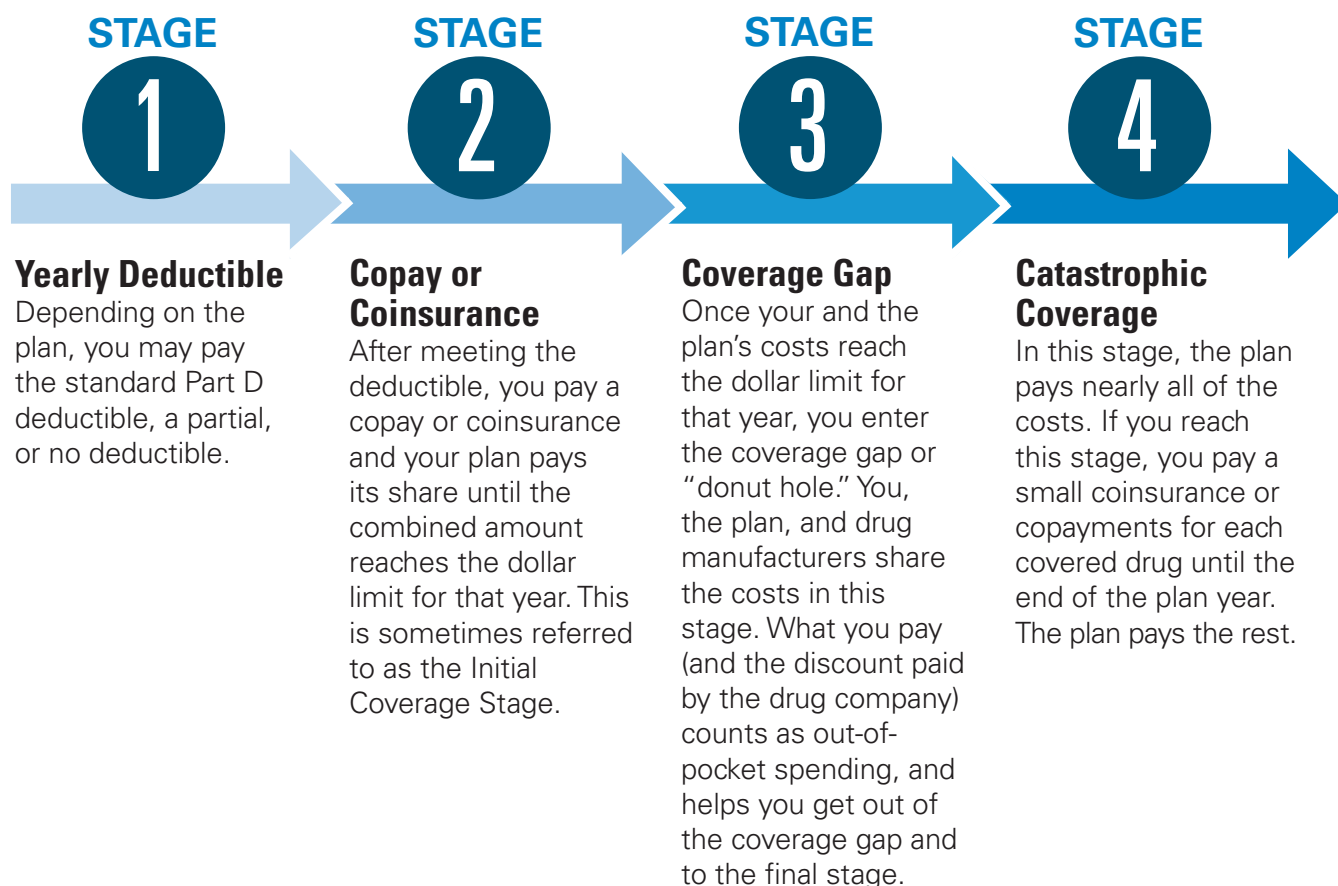 STAGE
1
Yearly Deductible
Depending on the
plan, you may pay
the standard Part D
deductible, a partial,
or no deductible.
STAGE
2
Copay or
Coinsurance
After meeting the
deductible, you pay a
copay or coinsurance
and your plan pays
its share until the
combined amount
reaches the dollar
limit for that year. This
is sometimes referred
to as the Initial
Coverage Stage.
STAGE
3
Coverage Gap
Once your and the
plan’s costs reach
the dollar limit for
that year, you enter
the coverage gap or
“donut hole.” You,
the plan, and drug
manufacturers share
the costs in this
stage. What you pay
(and the discount paid
by the drug company)
counts as out-of-
pocket spending, and
helps you get out of
the coverage gap and
to the final stage.
STAGE
4
Catastrophic
Coverage
In this stage, the plan
pays nearly all of the
costs. If you reach
this stage, you pay a
small coinsurance or
copayments for each
covered drug until the
end of the plan year.
The plan pays the rest.